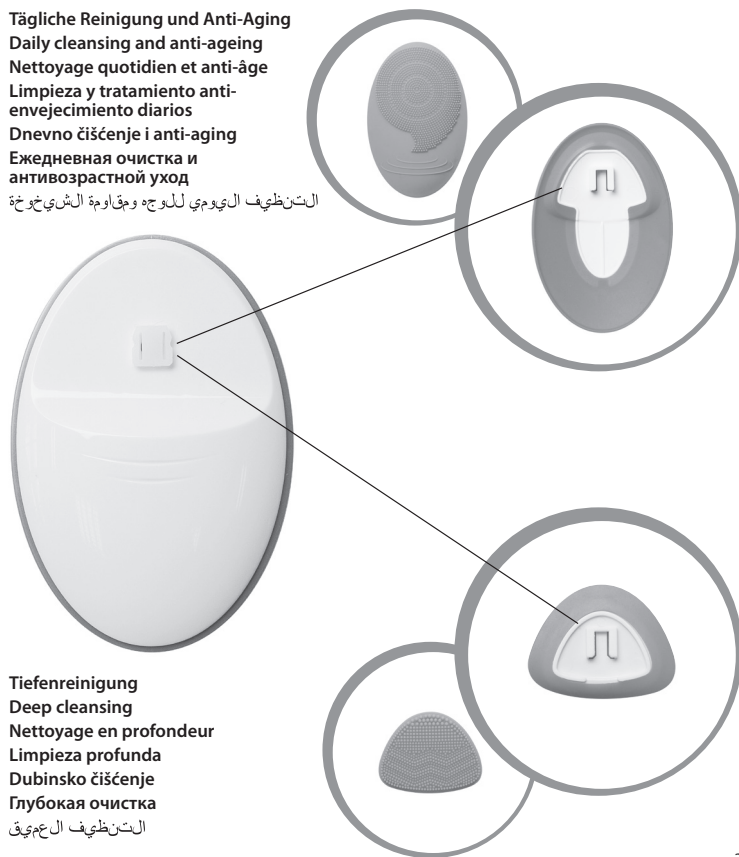 Tägliche Reinigung und Anti-Aging
Daily cleansing and anti-ageing
Nettoyage quotidien et anti-âge
Limpieza y tratamiento anti-
envejecimiento diarios
Dnevno čišćenje i anti-aging
Ежедневная очистка и
антивозрастной уход
التنظيف اليومي للوجه ومقاومة الشيخوخة
Tiefenreinigung
Deep cleansing
Nettoyage en profondeur
Limpieza profunda
Dubinsko čišćenje
Глубокая очистка
التنظيف العميق